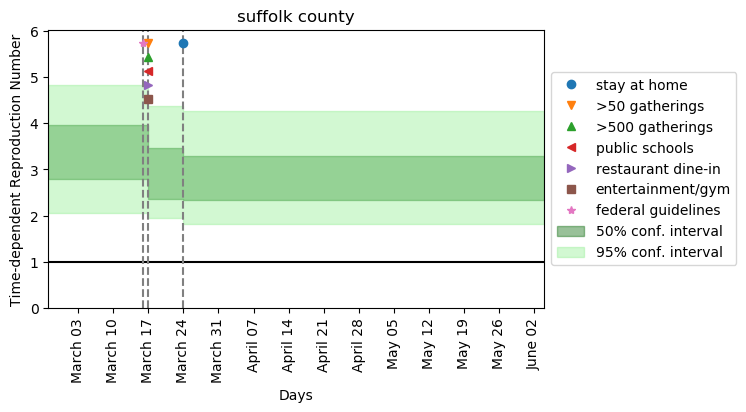 suffolk county
Time-dependent Reproduction Number
6
5
4
3
2
1
0
March 03
March 10
March 17
March 24
March 31
April 07
April 14
April 21
April 28
May 05
May 12
May 19
May 26
June 02
Days
stay at home
>50 gatherings
>500 gatherings
public schools
restaurant dine-in
entertainment/gym
federal guidelines
50% conf. interval
95% conf. interval